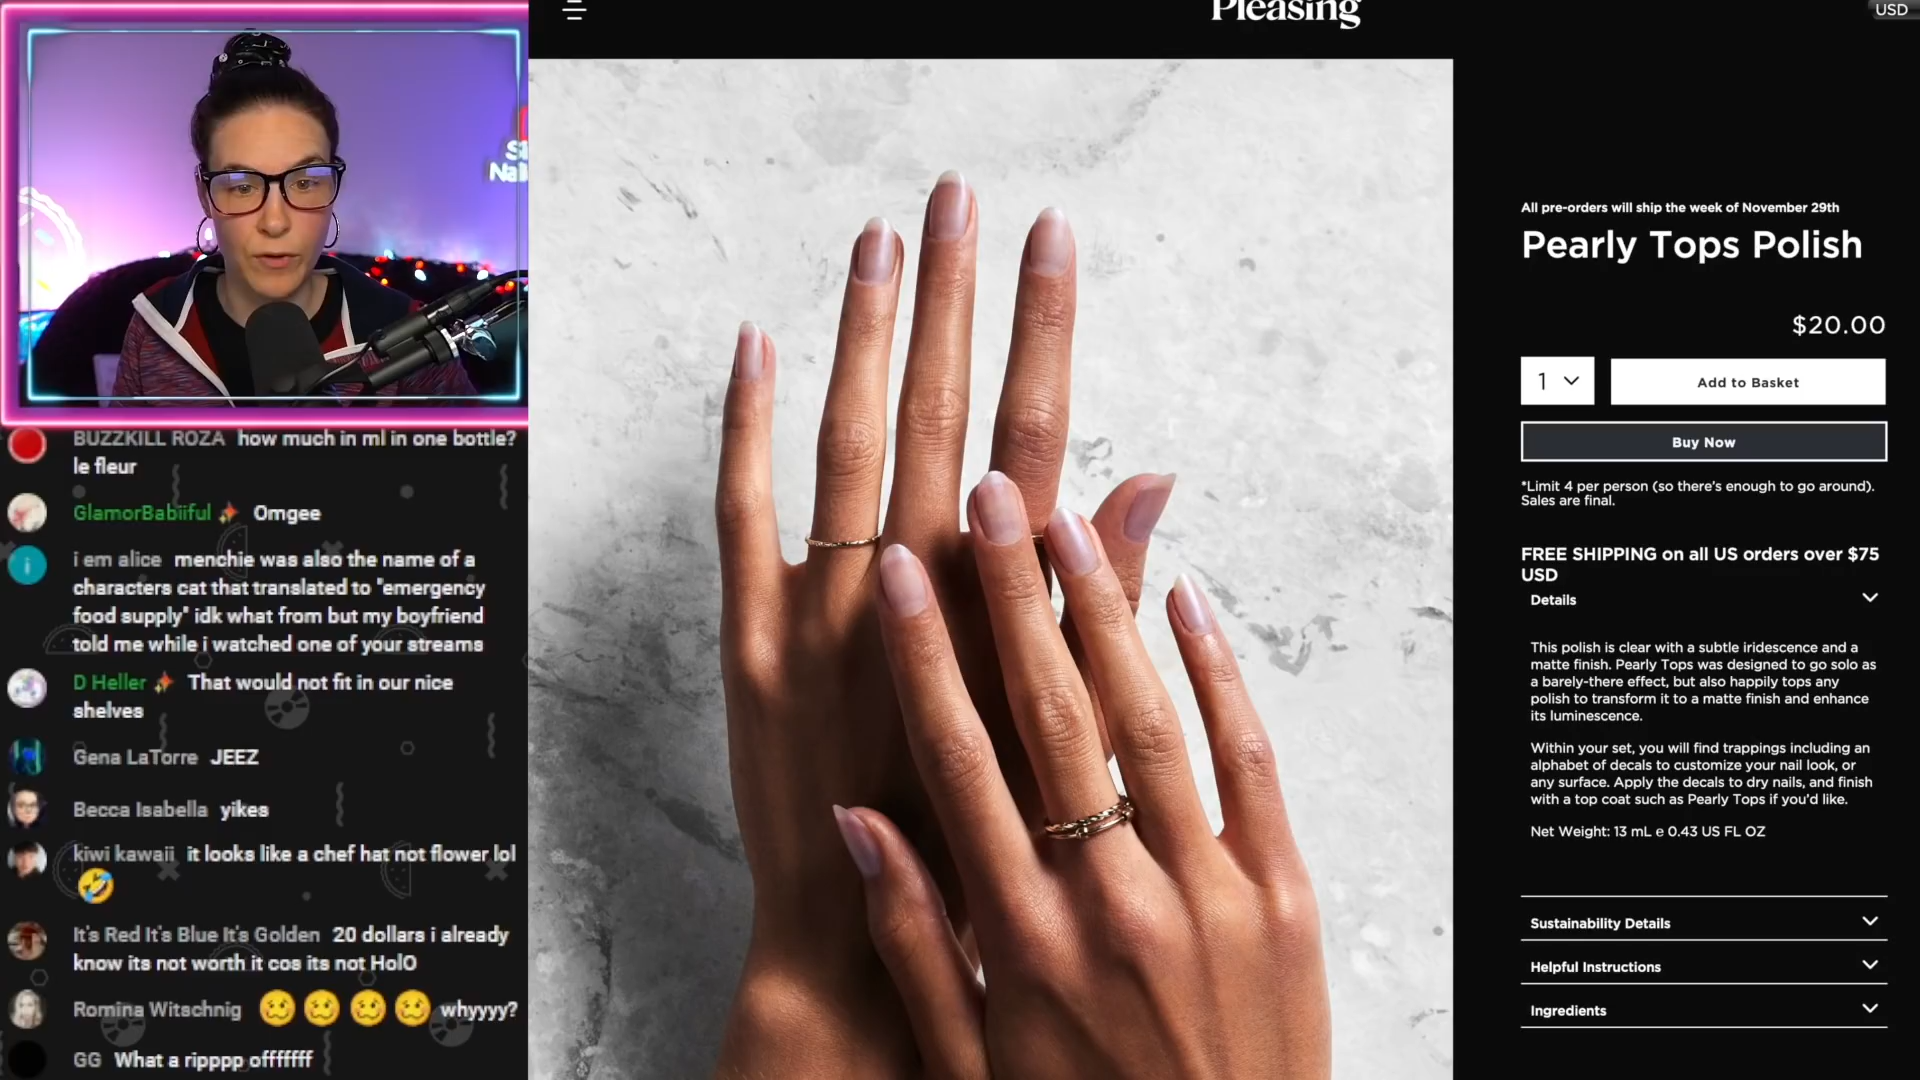 Pleasing
USD
Nail
BUZZKILL ROZA how much in ml in one bottle?
le fleur
GlamorBabiiful Omgee
i em alice menchie was also the name of a
characters cat that translated to "emergency
food supply" idk what from but my boyfriend
told me while i watched one of your streams
D Heller That would not fit in our nice
shelves
Gena LaTorre JEEZ
Becca Isabella yikes
kiwi kawaii it looks like a chef hat not flower lol
It's Red It's Blue It's Golden 20 dollars i already
know its not worth it cos its not HolO
Romina Witschnig whyyyy?
GG What a ripppp offfffff
All pre-orders will ship the week of November 29th
Pearly Tops Polish
$20.00
1
Add to Basket
Buy Now
*Limit 4 per person (so there's enough to go around).
Sales are final.
FREE SHIPPING on all US orders over $75
USD
Details
This polish is clear with a subtle iridescence and a
matte finish. Pearly Tops was designed to go solo as
a barely-there effect, but also happily tops any
polish to transform it to a matte finish and enhance
its luminescence.
Within your set, you will find trappings including an
alphabet of decals to customize your nail look, or
any surface. Apply the decals to dry nails, and finish
with a top coat such as Pearly Tops if you'd like.
Net Weight: 13 mL e 0.43 US FL OZ
Sustainability Details
Helpful Instructions
Ingredients